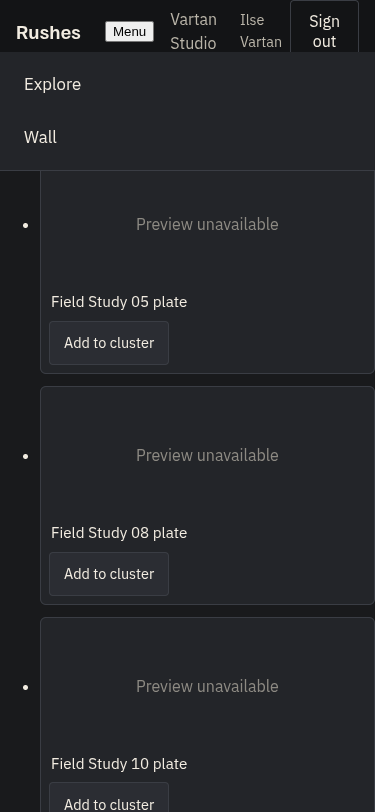 Rushes
Menu
Vartan
Studio
Ilse
Vartan
Sign
out
Explore
Wall
Preview unavailable
Field Study 05 plate
Add to cluster
Preview unavailable
Field Study 08 plate
Add to cluster
Preview unavailable
Field Study 10 plate
Add to cluster